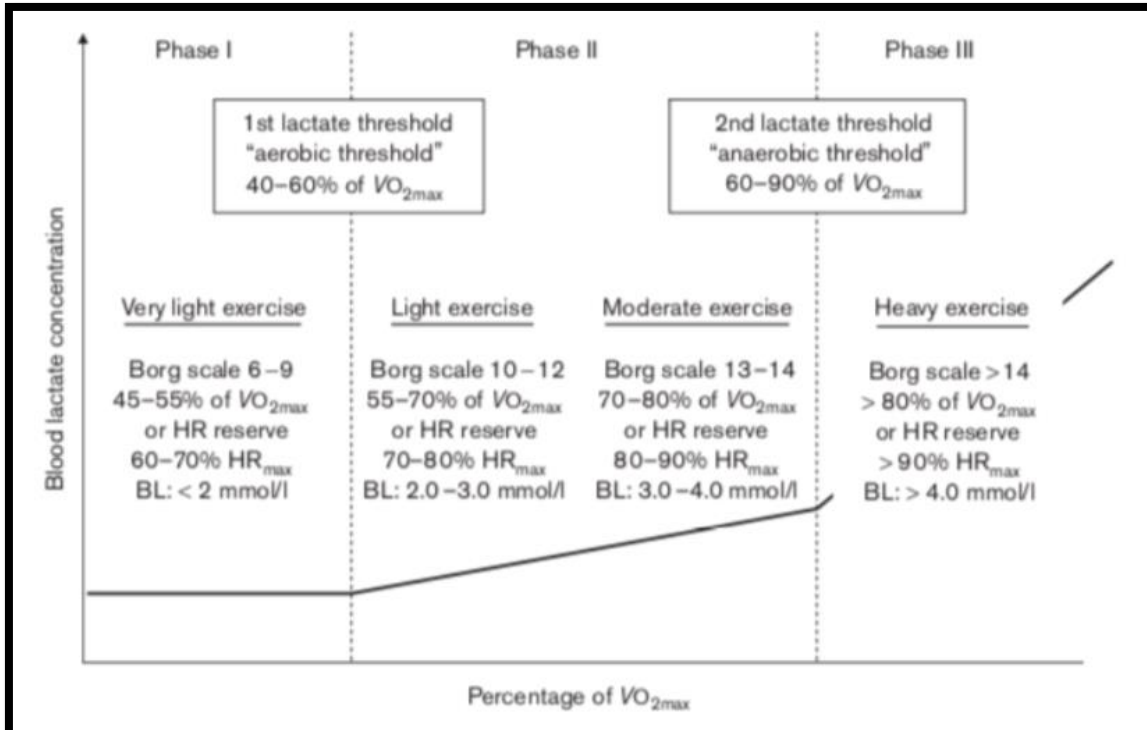 Phase I
Phase II
Phase III
1st lactate threshold
“aerobic threshold”
40–60% of VO2max
2nd lactate threshold
“anaerobic threshold”
60–90% of VO2max
Blood lactate concentration
Very light exercise
Borg scale 6–9
45–55% of VO2max
or HR reserve
60–70% HRmax
BL: < 2 mmol/l
Light exercise
Borg scale 10–12
55–70% of VO2max
or HR reserve
70–80% HRmax
BL: 2.0–3.0 mmol/l
Moderate exercise
Borg scale 13–14
70–80% of VO2max
or HR reserve
80–90% HRmax
BL: 3.0–4.0 mmol/l
Heavy exercise
Borg scale >14
> 80% of VO2max
or HR reserve
>90% HRmax
BL: > 4.0 mmol/l
Percentage of VO2max